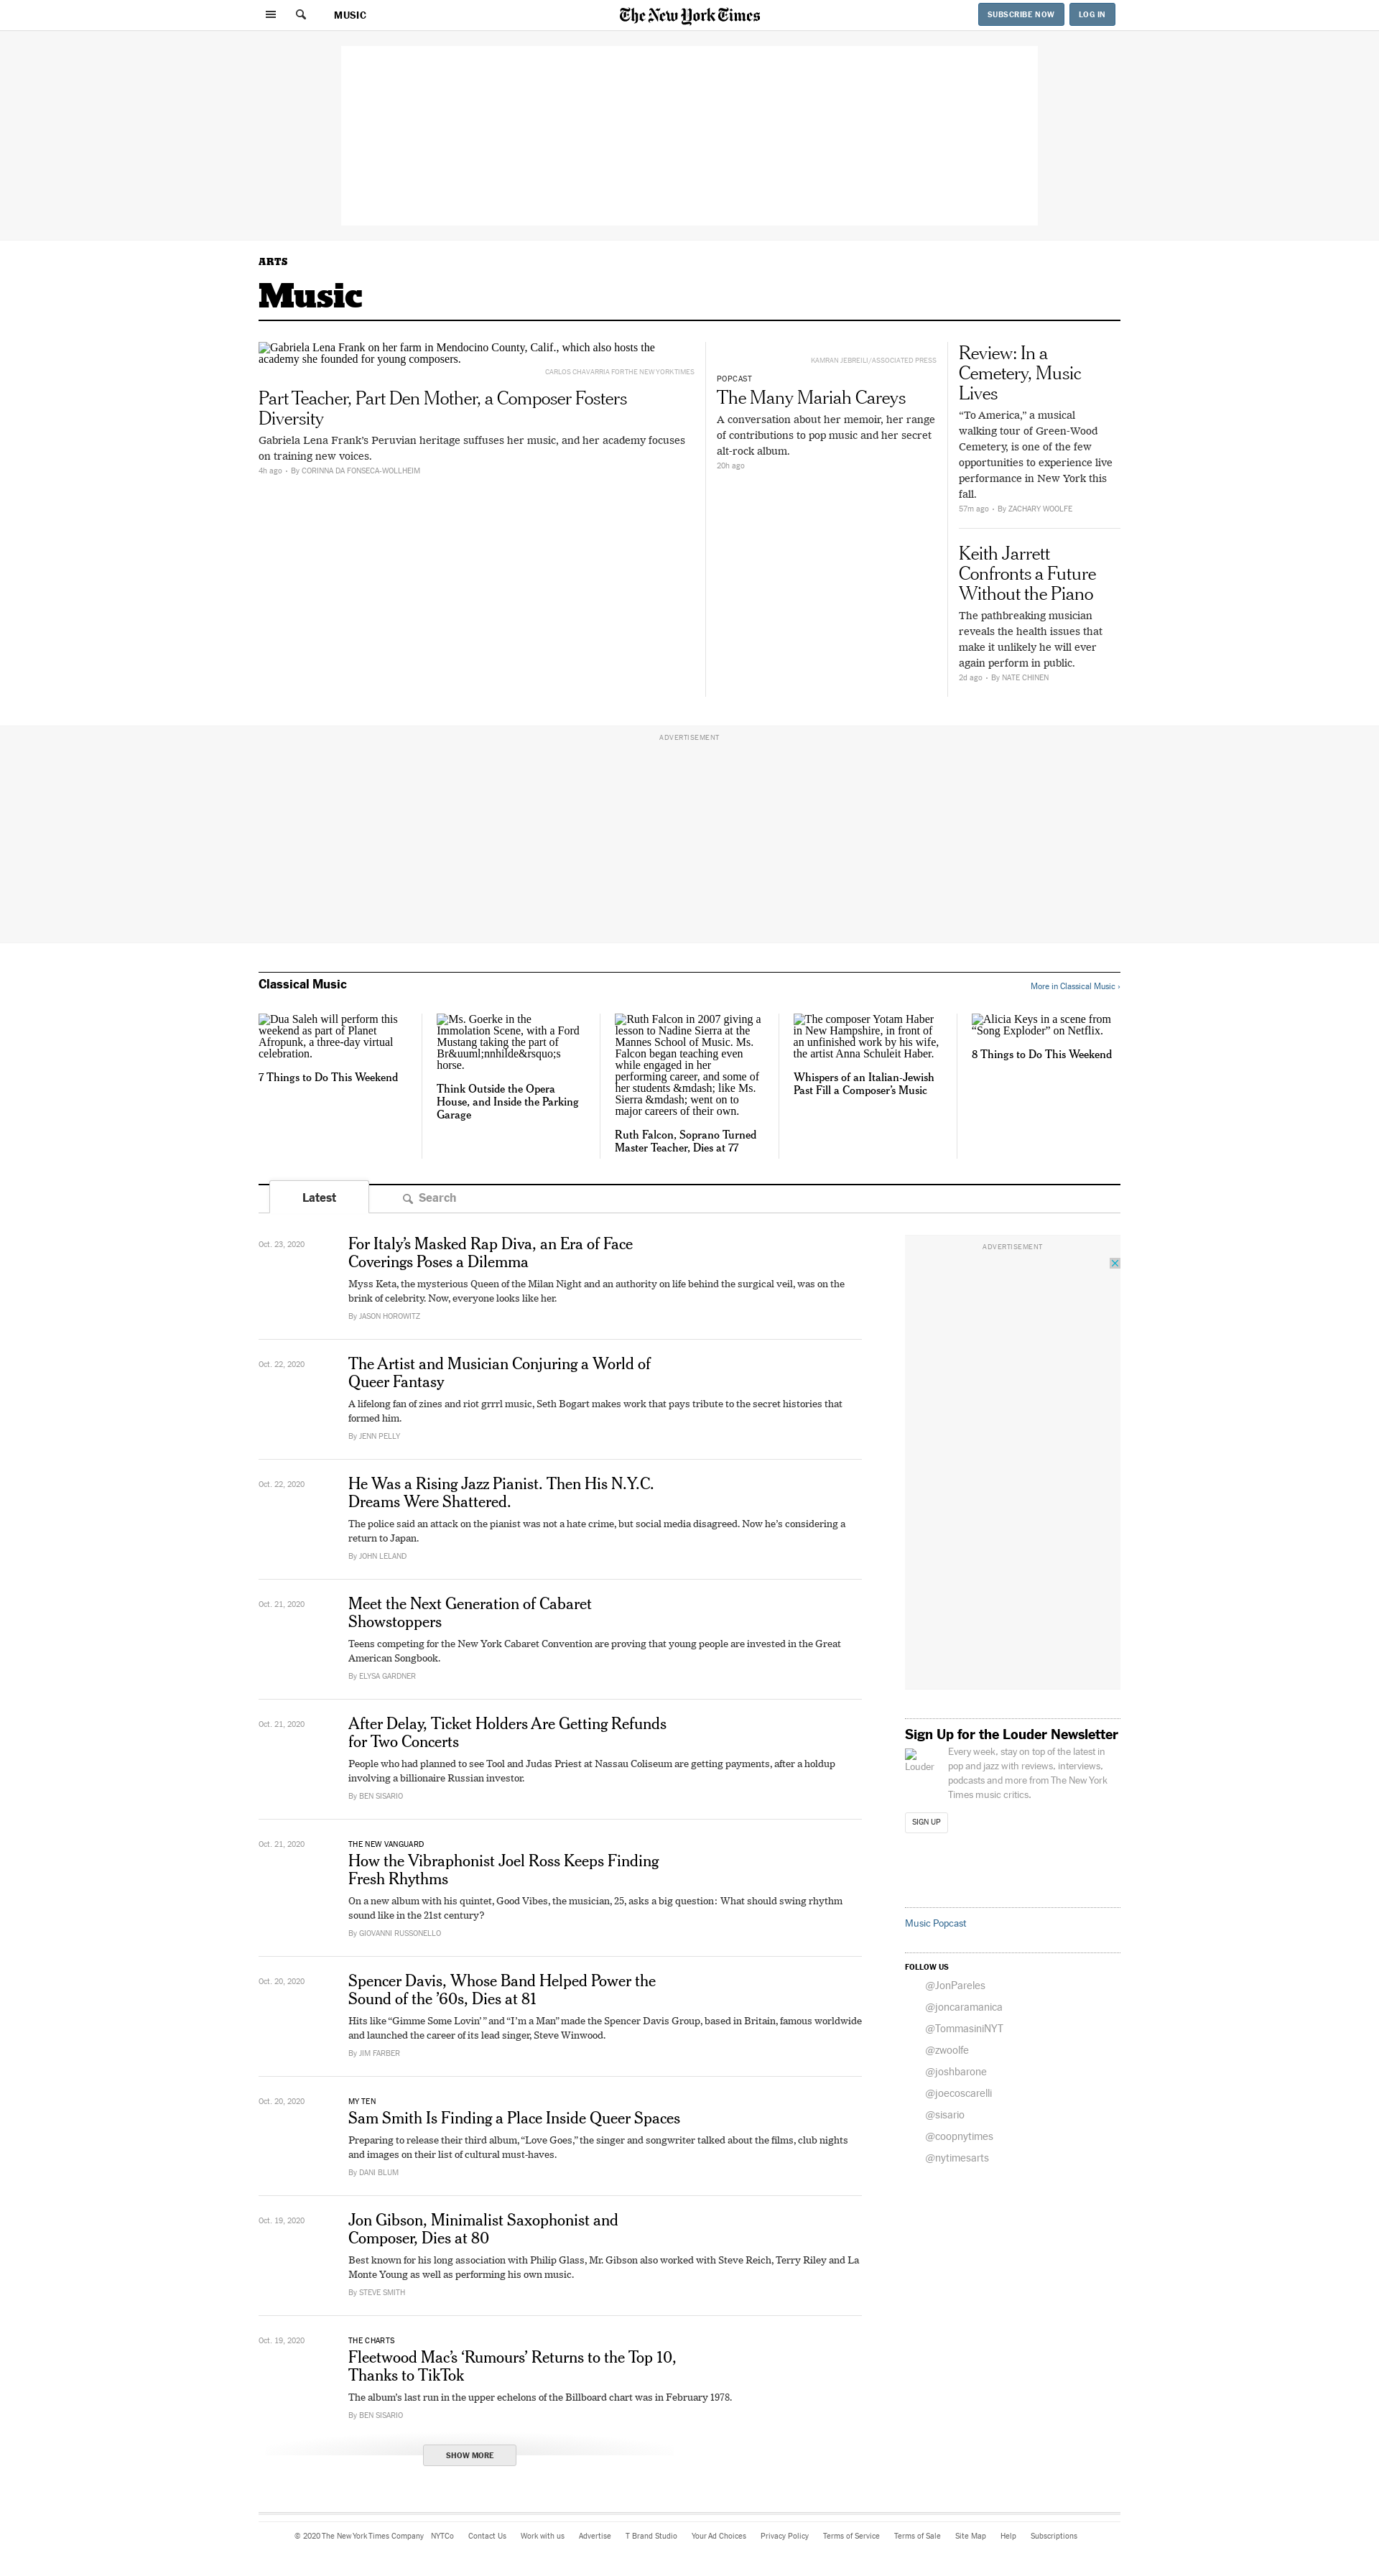 MUSIC
The New York Times
SUBSCRIBE NOW
LOG IN
ARTS
Music
Gabriela Lena Frank on her farm in Mendocino County, Calif., which also hosts the
academy she founded for young composers.
CARLOS CHAVARRIA FOR THE NEW YORK TIMES
Part Teacher, Part Den Mother, a Composer Fosters
Diversity
Gabriela Lena Frank’s Peruvian heritage suffuses her music, and her academy focuses
on training new voices.
4h ago • By CORINNA DA FONSECA-WOLLHEIM
KAMRAN JEBREILI/ASSOCIATED PRESS
POPCAST
The Many Mariah Careys
A conversation about her memoir, her range
of contributions to pop music and her secret
alt-rock album.
20h ago
Review: In a
Cemetery, Music
Lives
“To America,” a musical
walking tour of Green-Wood
Cemetery, is one of the few
opportunities to experience live
performance in New York this
fall.
57m ago • By ZACHARY WOOLFE
Keith Jarrett
Confronts a Future
Without the Piano
The pathbreaking musician
reveals the health issues that
make it unlikely he will ever
again perform in public.
2d ago • By NATE CHINEN
ADVERTISEMENT
Classical Music
More in Classical Music ›
Dua Saleh will perform this
weekend as part of Planet
Afropunk, a three-day virtual
celebration.
7 Things to Do This Weekend
Ms. Goerke in the
Immolation Scene, with a Ford
Mustang taking the part of
Br&uuml;nnhilde&rsquo;s
horse.
Think Outside the Opera
House, and Inside the Parking
Garage
Ruth Falcon in 2007 giving a
lesson to Nadine Sierra at the
Mannes School of Music. Ms.
Falcon began teaching even
while engaged in her
performing career, and some of
her students &mdash; like Ms.
Sierra &mdash; went on to
major careers of their own.
Ruth Falcon, Soprano Turned
Master Teacher, Dies at 77
The composer Yotam Haber
in New Hampshire, in front of
an unfinished work by his wife,
the artist Anna Schuleit Haber.
Whispers of an Italian-Jewish
Past Fill a Composer’s Music
Alicia Keys in a scene from
“Song Exploder” on Netflix.
8 Things to Do This Weekend
Latest
Search
Oct. 23, 2020
For Italy’s Masked Rap Diva, an Era of Face
Coverings Poses a Dilemma
Myss Keta, the mysterious Queen of the Milan Night and an authority on life behind the surgical veil, was on the
brink of celebrity. Now, everyone looks like her.
By JASON HOROWITZ
Oct. 22, 2020
The Artist and Musician Conjuring a World of
Queer Fantasy
A lifelong fan of zines and riot grrrl music, Seth Bogart makes work that pays tribute to the secret histories that
formed him.
By JENN PELLY
Oct. 22, 2020
He Was a Rising Jazz Pianist. Then His N.Y.C.
Dreams Were Shattered.
The police said an attack on the pianist was not a hate crime, but social media disagreed. Now he’s considering a
return to Japan.
By JOHN LELAND
Oct. 21, 2020
Meet the Next Generation of Cabaret
Showstoppers
Teens competing for the New York Cabaret Convention are proving that young people are invested in the Great
American Songbook.
By ELYSA GARDNER
Oct. 21, 2020
After Delay, Ticket Holders Are Getting Refunds
for Two Concerts
People who had planned to see Tool and Judas Priest at Nassau Coliseum are getting payments, after a holdup
involving a billionaire Russian investor.
By BEN SISARIO
Oct. 21, 2020
THE NEW VANGUARD
How the Vibraphonist Joel Ross Keeps Finding
Fresh Rhythms
On a new album with his quintet, Good Vibes, the musician, 25, asks a big question: What should swing rhythm
sound like in the 21st century?
By GIOVANNI RUSSONELLO
Oct. 20, 2020
Spencer Davis, Whose Band Helped Power the
Sound of the ’60s, Dies at 81
Hits like “Gimme Some Lovin’” and “I’m a Man” made the Spencer Davis Group, based in Britain, famous worldwide
and launched the career of its lead singer, Steve Winwood.
By JIM FARBER
Oct. 20, 2020
MY TEN
Sam Smith Is Finding a Place Inside Queer Spaces
Preparing to release their third album, “Love Goes,” the singer and songwriter talked about the films, club nights
and images on their list of cultural must-haves.
By DANI BLUM
Oct. 19, 2020
Jon Gibson, Minimalist Saxophonist and
Composer, Dies at 80
Best known for his long association with Philip Glass, Mr. Gibson also worked with Steve Reich, Terry Riley and La
Monte Young as well as performing his own music.
By STEVE SMITH
Oct. 19, 2020
THE CHARTS
Fleetwood Mac’s ‘Rumours’ Returns to the Top 10,
Thanks to TikTok
The album’s last run in the upper echelons of the Billboard chart was in February 1978.
By BEN SISARIO
SHOW MORE
ADVERTISEMENT
Sign Up for the Louder Newsletter
Louder
Every week, stay on top of the latest in
pop and jazz with reviews, interviews,
podcasts and more from The New York
Times music critics.
SIGN UP
Music Popcast
FOLLOW US
@JonPareles
@joncaramanica
@TommasiniNYT
@zwoolfe
@joshbarone
@joecoscarelli
@sisario
@coopnytimes
@nytimesarts
© 2020 The New York Times Company NYTCo Contact Us Work with us Advertise T Brand Studio Your Ad Choices Privacy Policy Terms of Service Terms of Sale Site Map Help Subscriptions